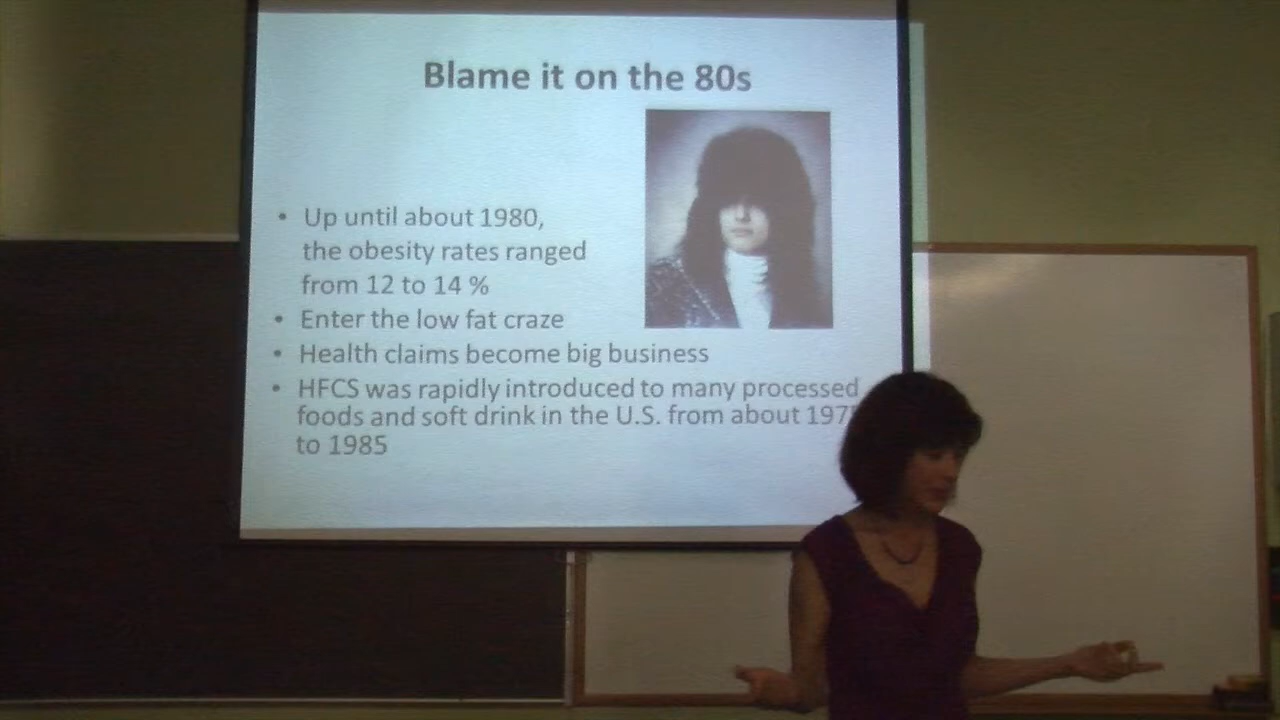 Blame it on the 80s
• Up until about 1980,
the obesity rates ranged
from 12 to 14 %
• Enter the low fat craze
• Health claims become big business
• HFCS was rapidly introduced to many processed
foods and soft drink in the U.S. from about
to 1985